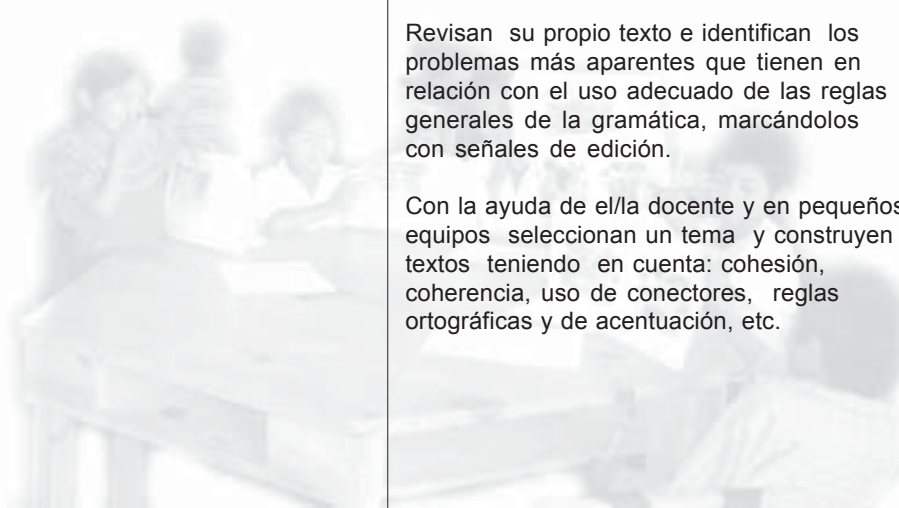 Revisan su propio texto e identifican los
problemas más aparentes que tienen en
relación con el uso adecuado de las reglas
generales de la gramática, marcándolos
con señales de edición.
Con la ayuda de el/la docente y en pequeños
equipos seleccionan un tema y construyen
textos teniendo en cuenta: cohesión,
coherencia, uso de conectores, reglas
ortográficas y de acentuación, etc.